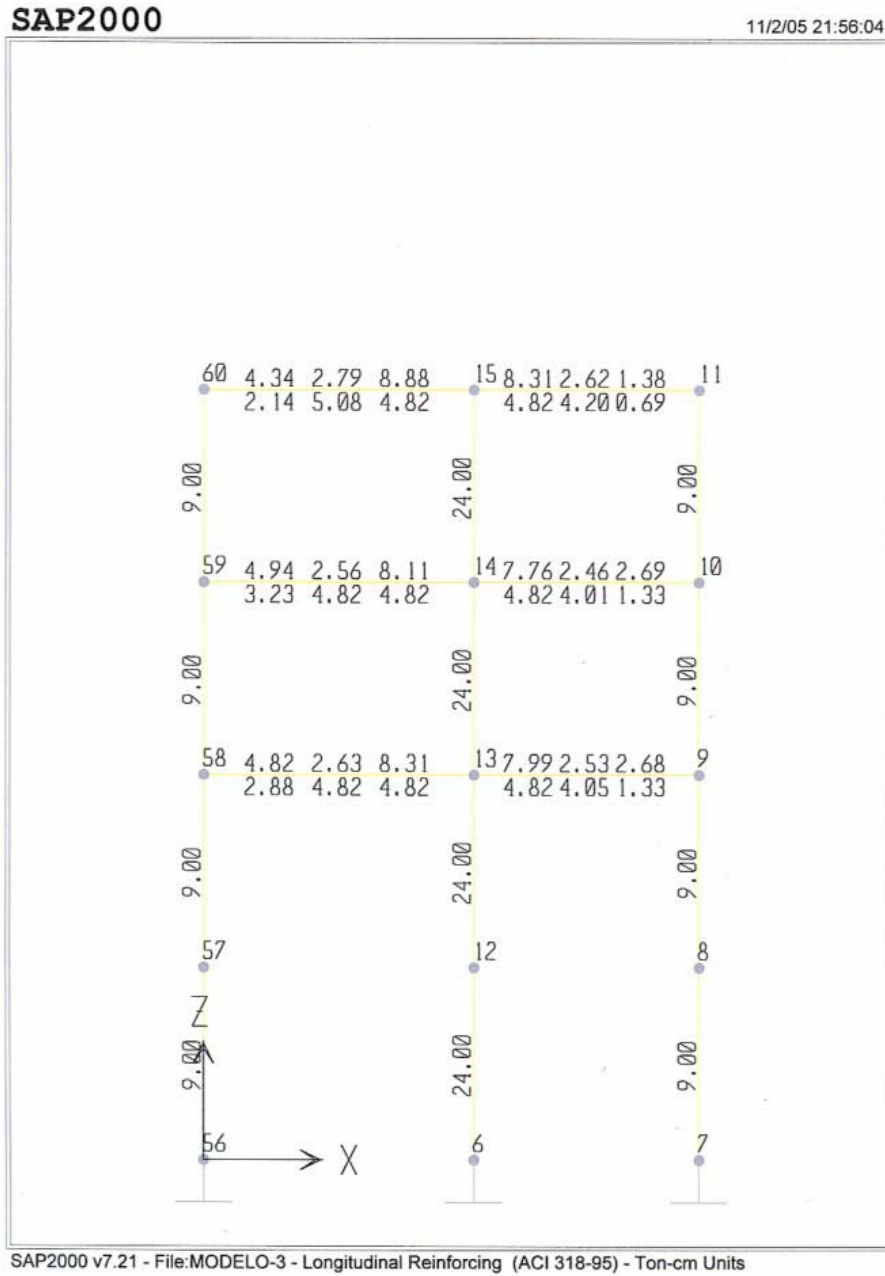 SAP2000
11/2/05 21:56:04
60 4.34 2.79 8.88 15 8.31 2.62 1.38 11
2.14 5.08 4.82 4.82 4.20 0.69
9.00 24.00 9.00
59 4.94 2.56 8.11 14 7.76 2.46 2.69 10
3.23 4.82 4.82 4.82 4.01 1.33
9.00 24.00 9.00
58 4.82 2.63 8.31 13 7.99 2.53 2.68 9
2.88 4.82 4.82 4.82 4.05 1.33
9.00 24.00 9.00
57 12 8
Z
9.00 24.00 9.00
56 6 7
X
SAP2000 v7.21 - File:MODELO-3 - Longitudinal Reinforcing (ACI 318-95) - Ton-cm Units